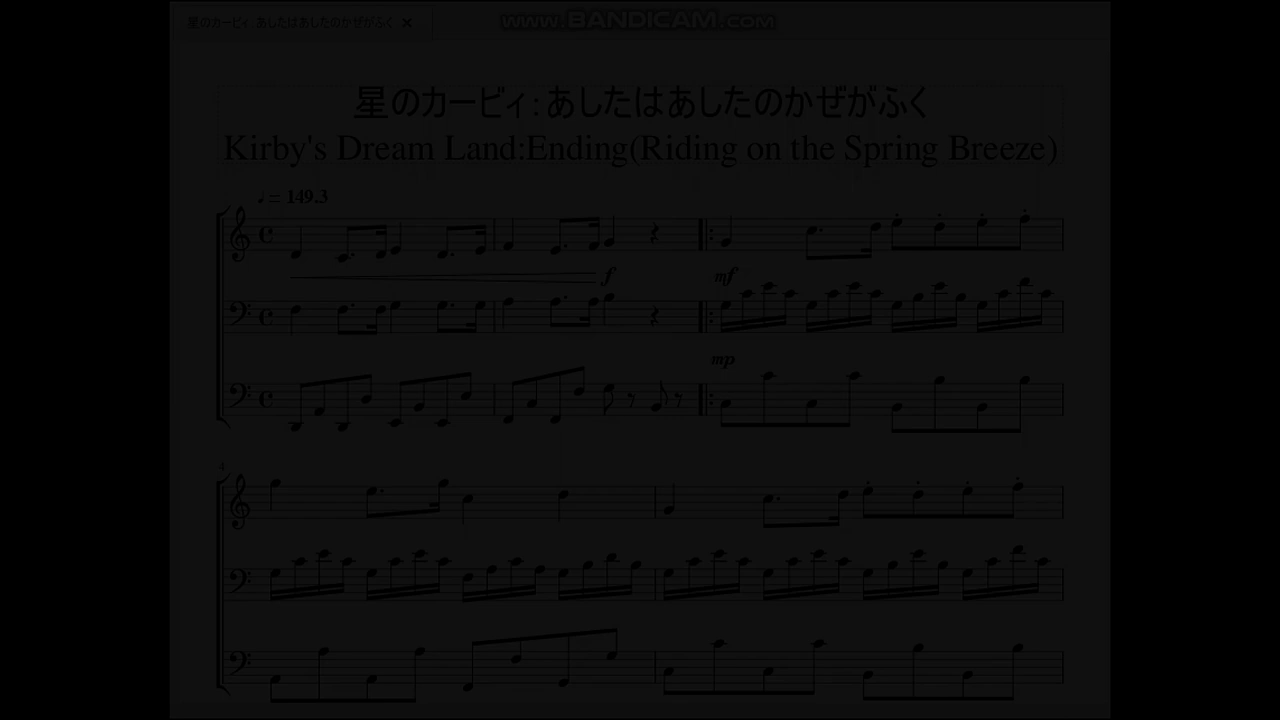 星のカービィ あしたはあしたのかぜがふく ×
www.BANDICAM.com
星のカービィ:あしたはあしたのかぜがふく
Kirby's Dream Land:Ending(Riding on the Spring Breeze)
♩= 149.3
f
mf
mp
4